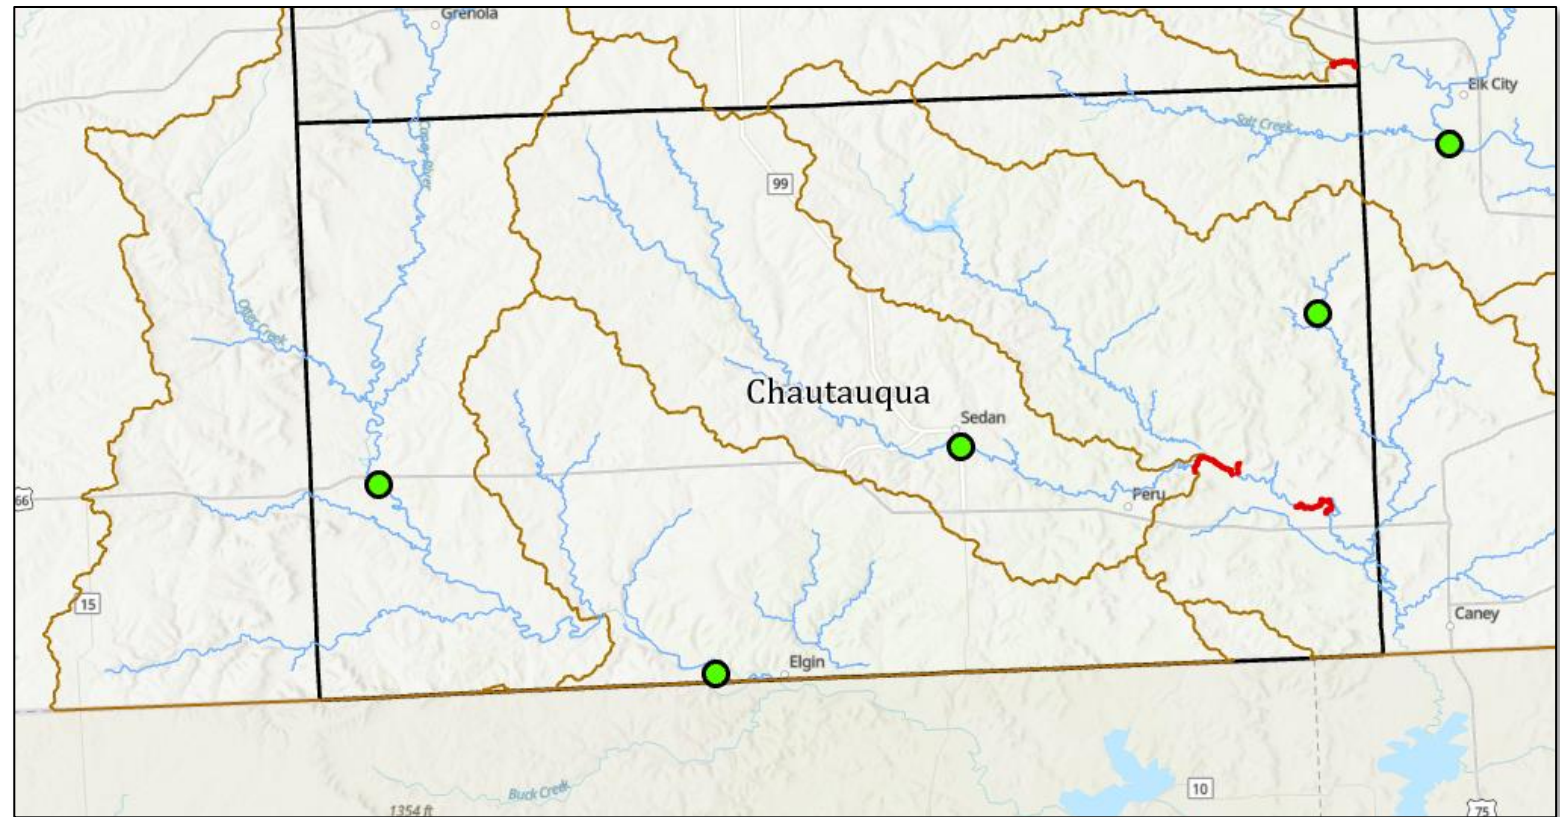 Grenola
Elk City
Caney River
Salt Creek
99
Otter Creek
Chautauqua
Sedan
66
Peru
15
Caney
Elgin
Buck Creek
10
1354 ft
75